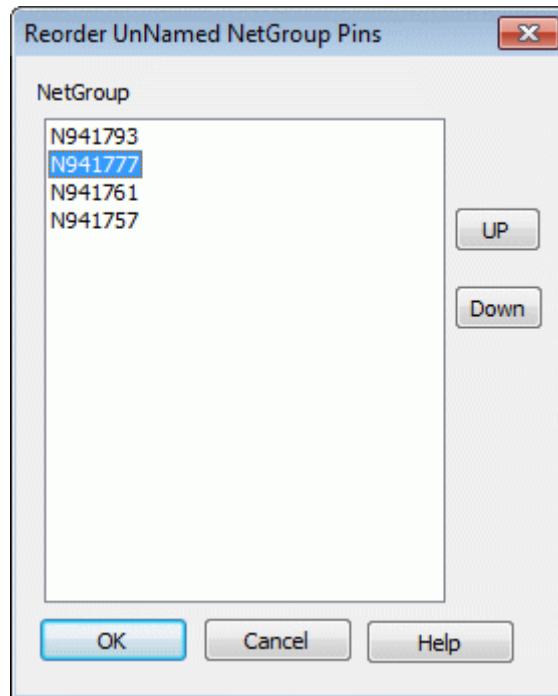 Reorder UnNamed NetGroup Pins
NetGroup
N941793
N941777
N941761
N941757
UP
Down
OK
Cancel
Help